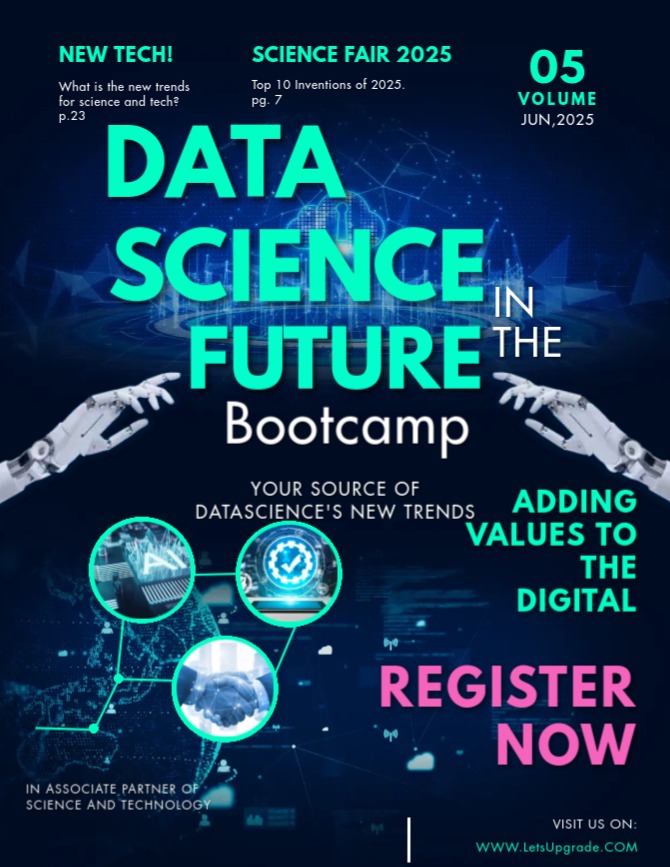 NEW TECH!
What is the new trends
for science and tech?
p.23
SCIENCE FAIR 2025
Top 10 Inventions of 2025.
pg. 7
05
VOLUME
JUN,2025
DATA
SCIENCE
IN
THE
FUTURE
Bootcamp
YOUR SOURCE OF
DATASCIENCE'S NEW TRENDS
ADDING
VALUES TO
THE
DIGITAL
AI
REGISTER
NOW
IN ASSOCIATE PARTNER OF
SCIENCE AND TECHNOLOGY
VISIT US ON:
WWW.LetsUpgrade.COM